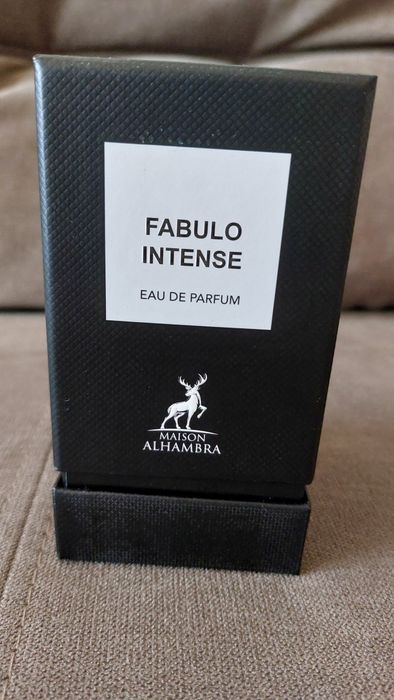 FABULO
INTENSE
EAU DE PARFUM
MAISON
ALHAMBRA